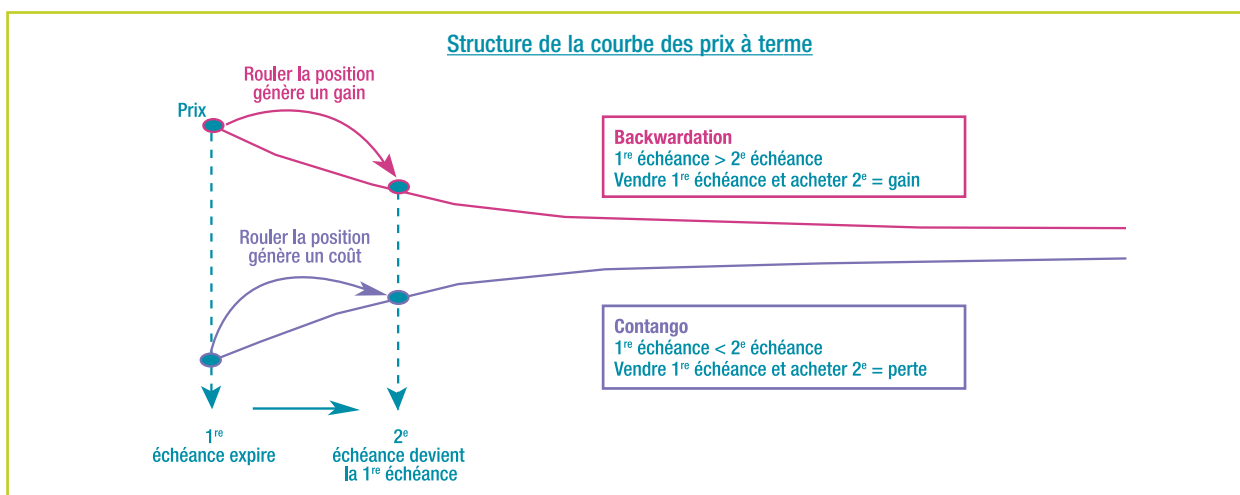 Structure de la courbe des prix à terme
Rouler la position
génère un gain
Prix
Backwardation
1re échéance > 2e échéance
Vendre 1re échéance et acheter 2e = gain
Rouler la position
génère un coût
Contango
1re échéance < 2e échéance
Vendre 1re échéance et acheter 2e = perte
1re
échéance expire
2e
échéance devient
la 1re échéance